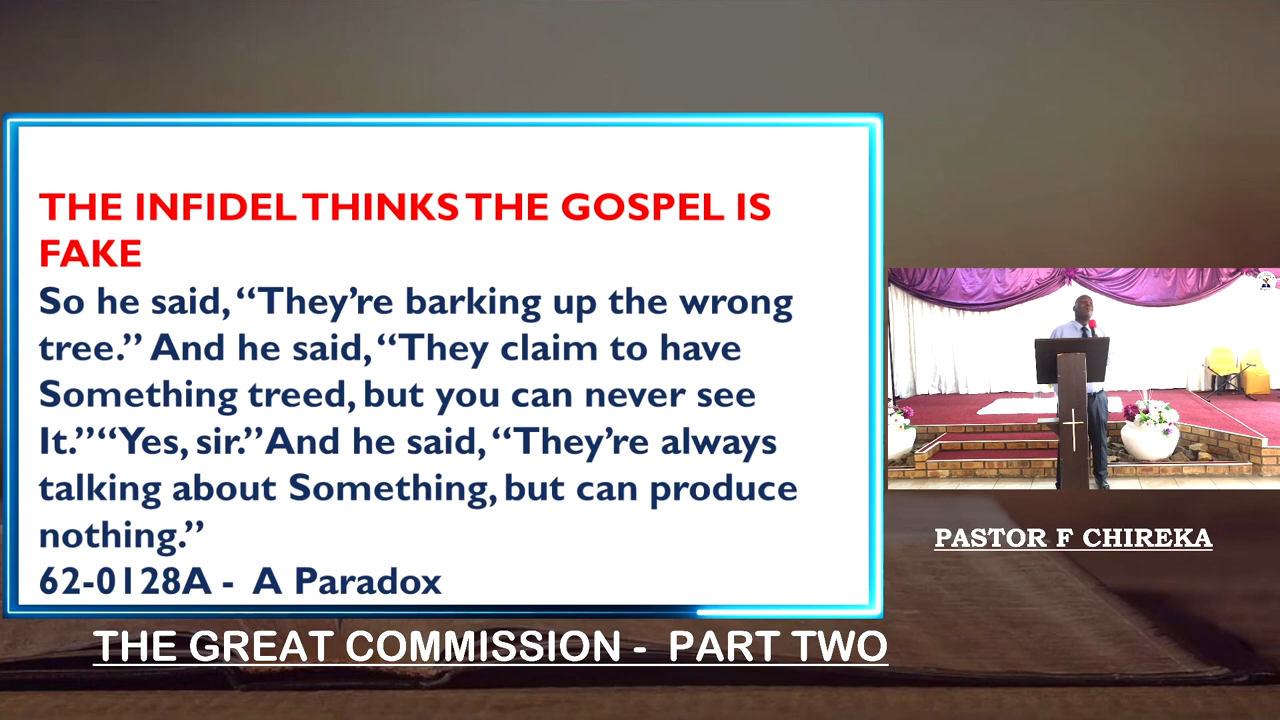 THE INFIDEL THINKS THE GOSPEL IS
FAKE
So he said, “They’re barking up the wrong
tree.” And he said, “They claim to have
Something treed, but you can never see
It.” “Yes, sir.” And he said, “They’re always
talking about Something, but can produce
nothing.”
62-0128A - A Paradox
PASTOR F CHIREKA
THE GREAT COMMISSION - PART TWO